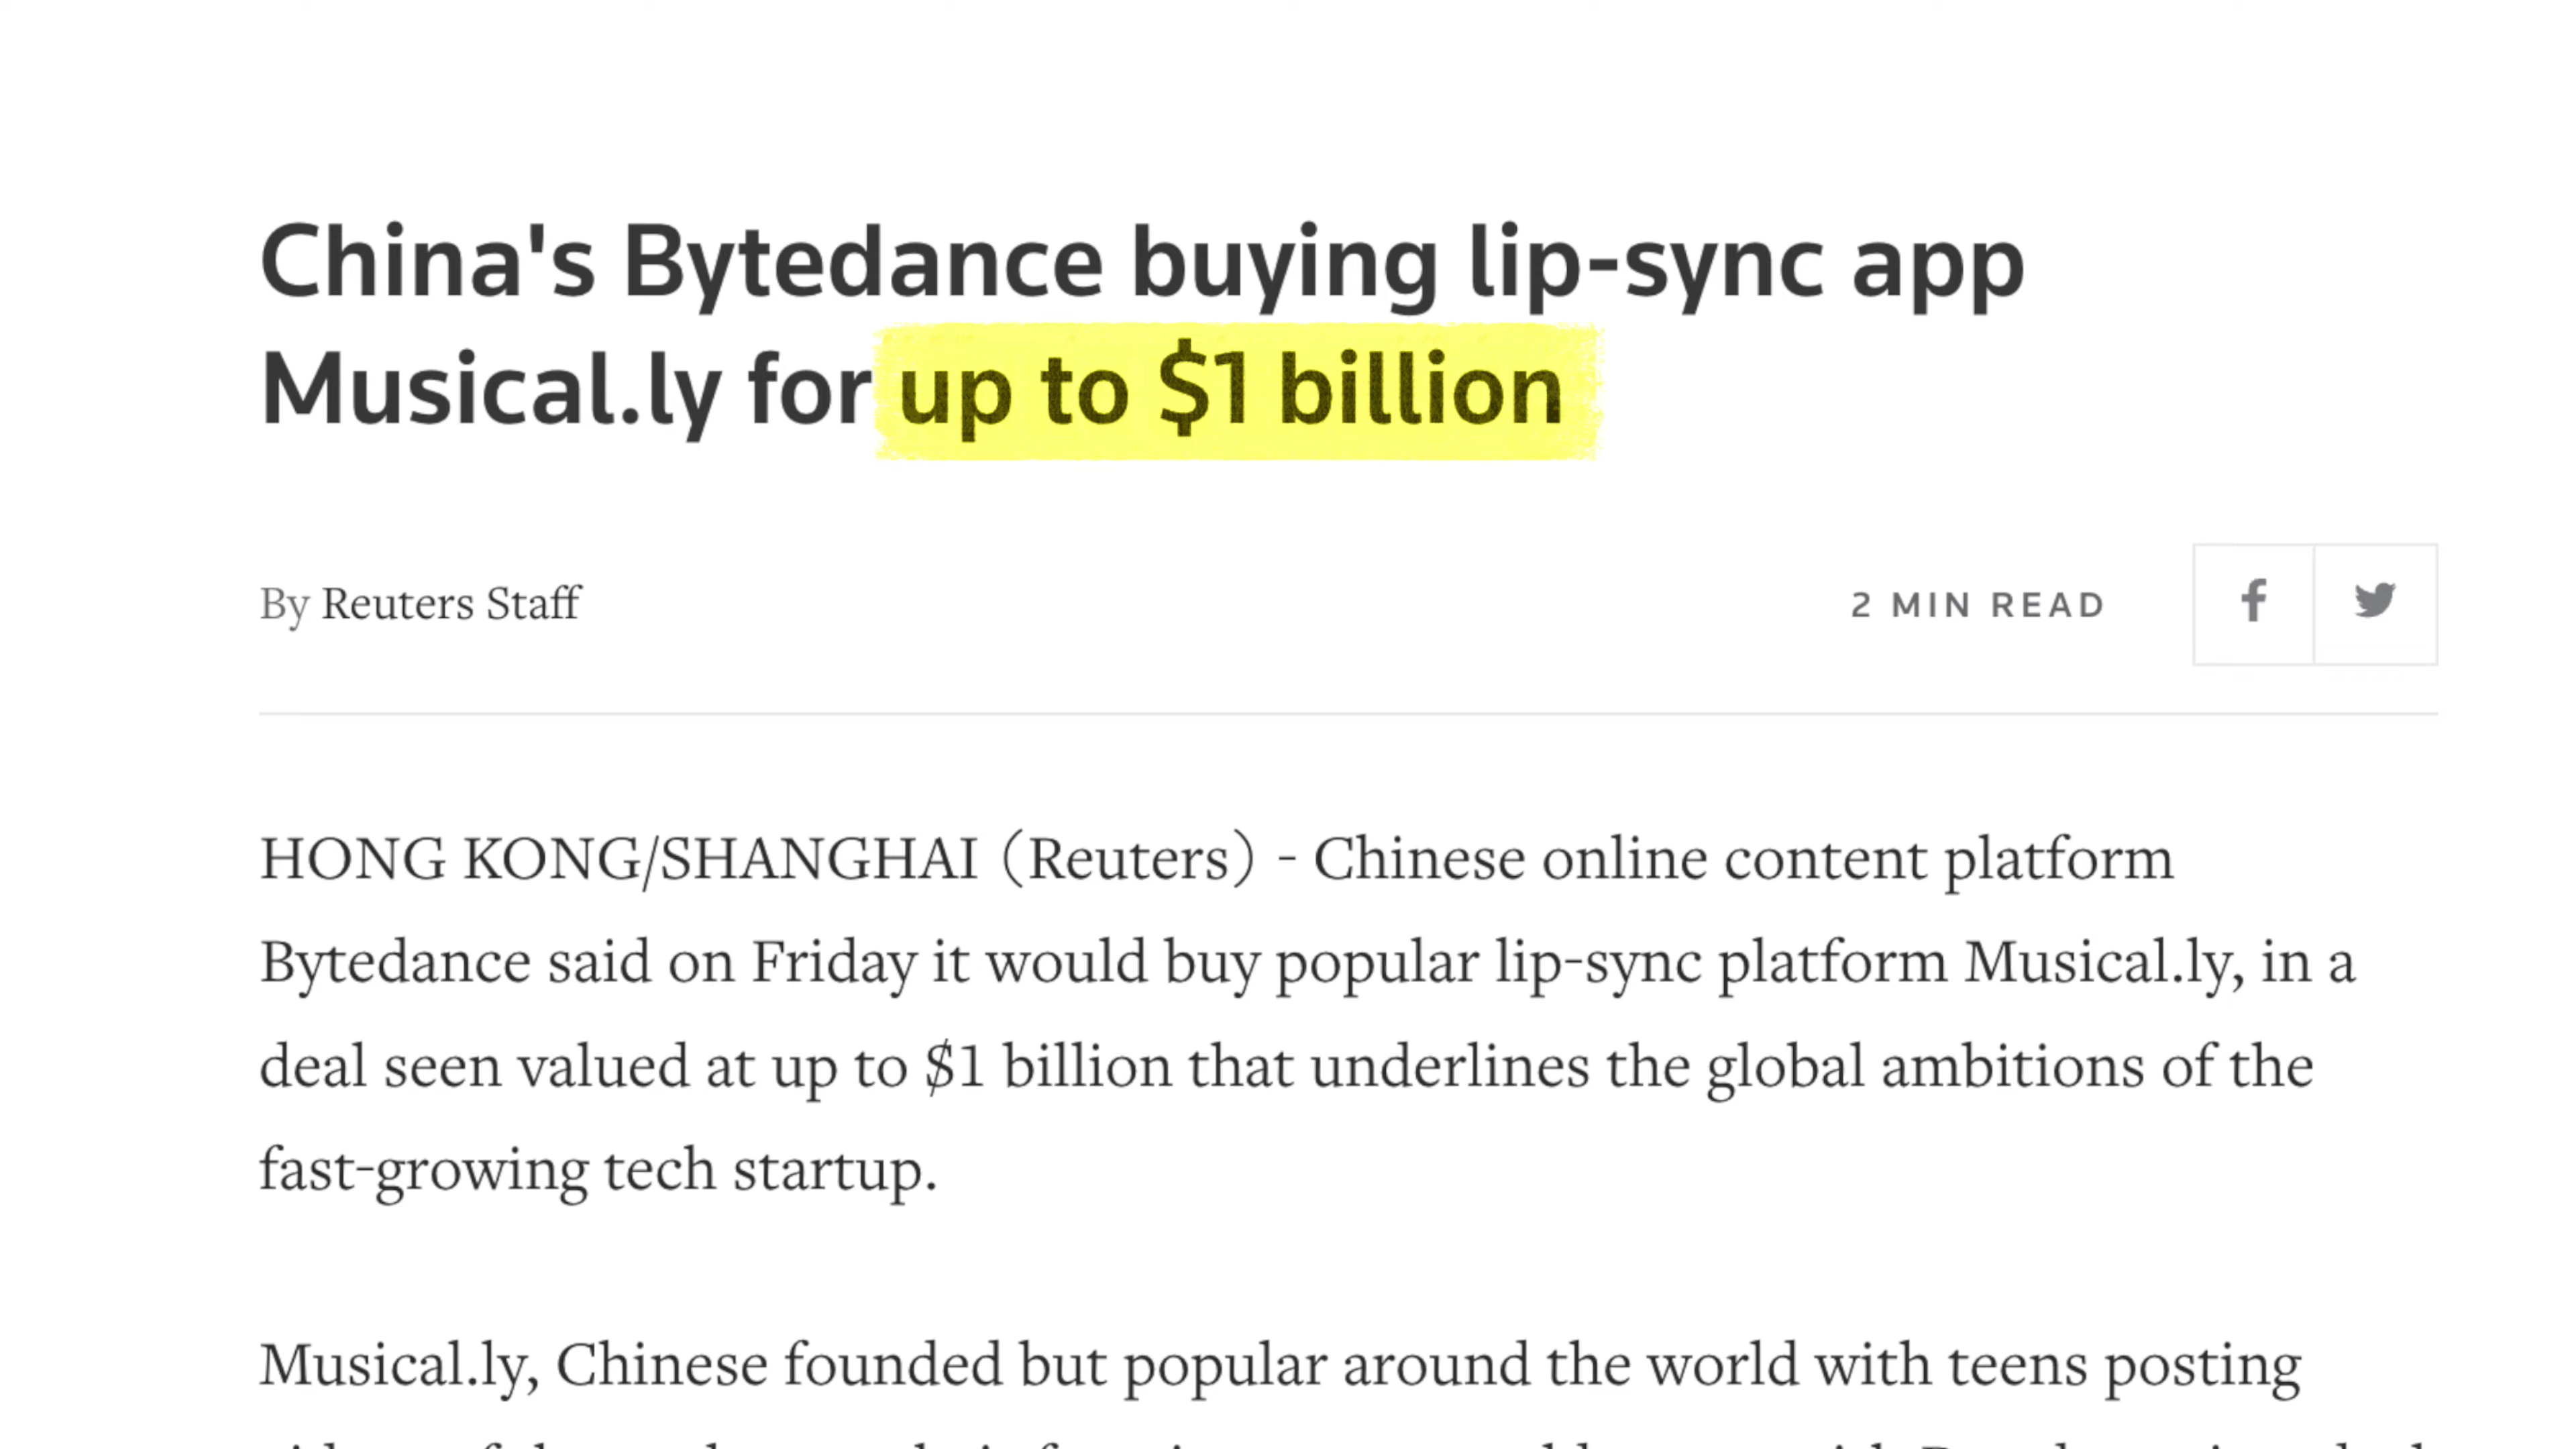 China's Bytedance buying lip-sync app
Musical.ly for up to $1 billion
By Reuters Staff
2 MIN READ
HONG KONG/SHANGHAI (Reuters) - Chinese online content platform
Bytedance said on Friday it would buy popular lip-sync platform Musical.ly, in a
deal seen valued at up to $1 billion that underlines the global ambitions of the
fast-growing tech startup.
Musical.ly, Chinese founded but popular around the world with teens posting